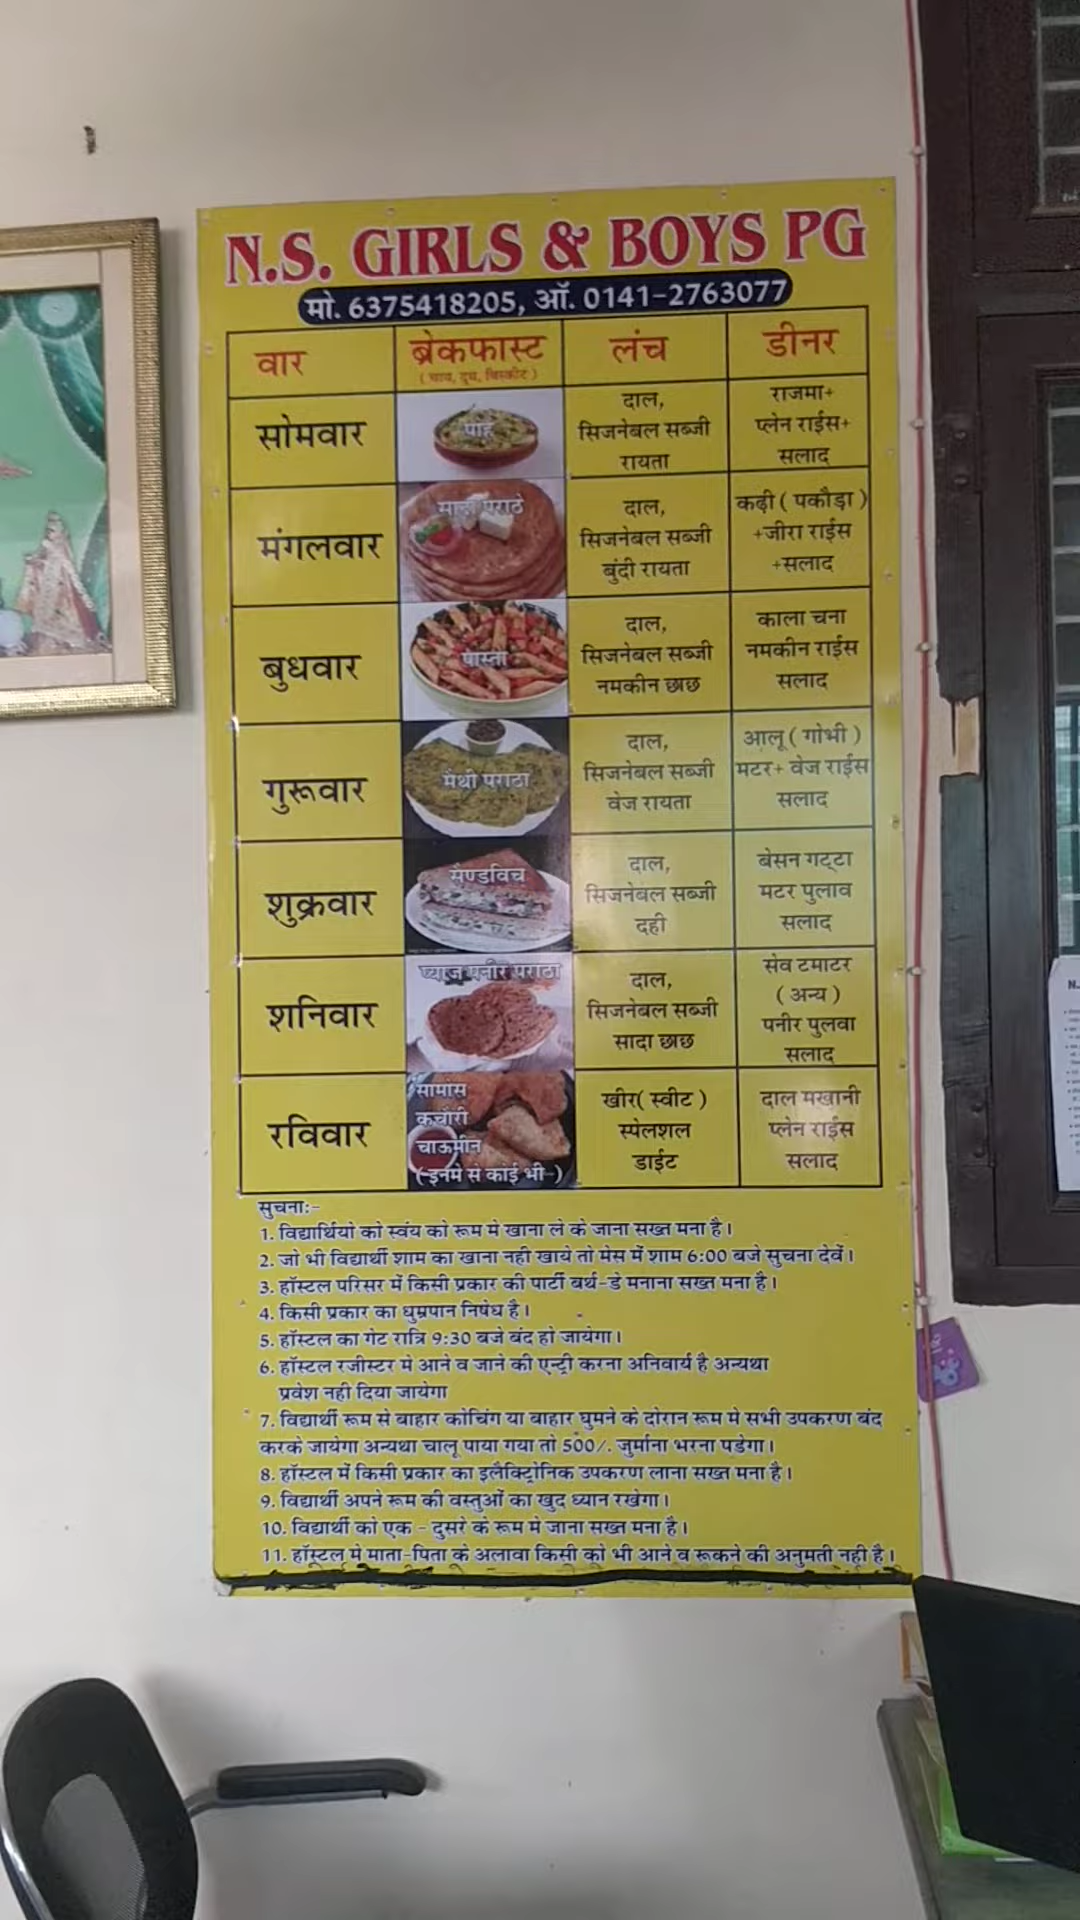 N.S. GIRLS & BOYS PG
मो. 6375418205, ऑ. 0141-2763077
वार
ब्रेकफास्ट
( चाय, दुध, बिस्कीट )
लंच
डीनर
सोमवार
पोहे
दाल,
सिजनेबल सब्जी
रायता
राजमा+
प्लेन राईस+
सलाद
मंगलवार
सादा पराठे
दाल,
सिजनेबल सब्जी
बुंदी रायता
कढ़ी ( पकौड़ा )
+जीरा राईस
+सलाद
बुधवार
पास्ता
दाल,
सिजनेबल सब्जी
नमकीन छाछ
काला चना
नमकीन राईस
सलाद
गुरूवार
मैथी पराठा
दाल,
सिजनेबल सब्जी
वेज रायता
आलू ( गोभी )
मटर+ वेज राईस
सलाद
शुक्रवार
सैण्डविच
दाल,
सिजनेबल सब्जी
दही
बेसन गट्टा
मटर पुलाव
सलाद
शनिवार
प्याज पनीर पराठा
दाल,
सिजनेबल सब्जी
सादा छाछ
सेव टमाटर
( अन्य )
पनीर पुलवा
सलाद
रविवार
सामोस
कचौरी
चाऊमीन
( इनमे से कोई भी )
खीर( स्वीट )
स्पेलशल
डाईट
दाल मखानी
प्लेन राईस
सलाद
सुचनाः-
1. विद्यार्थियो को स्वंय को रूम मे खाना ले के जाना सख्त मना है।
2. जो भी विद्यार्थी शाम का खाना नही खाये तो मेस में शाम 6:00 बजे सुचना देवें।
3. हॉस्टल परिसर में किसी प्रकार की पार्टी बर्थ-डे मनाना सख्त मना है।
4. किसी प्रकार का धुम्रपान निषेध है।
5. हॉस्टल का गेट रात्रि 9:30 बजे बंद हो जायेगा।
6. हॉस्टल रजीस्टर मे आने व जाने की एन्ट्री करना अनिवार्य है अन्यथा
प्रवेश नही दिया जायेगा
7. विद्यार्थी रूम से बाहार कोचिंग या बाहार घुमने के दोरान रूम मे सभी उपकरण बंद
करके जायेगा अन्यथा चालू पाया गया तो 500/. जुर्माना भरना पडेगा।
8. हॉस्टल में किसी प्रकार का इलैक्ट्रिोनिक उपकरण लाना सख्त मना है।
9. विद्यार्थी अपने रूम की वस्तुओं का खुद ध्यान रखेगा।
10. विद्यार्थी को एक - दुसरे के रूम मे जाना सख्त मना है।
11. हॉस्टल मे माता-पिता के अलावा किसी को भी आने व रूकने की अनुमती नही है।